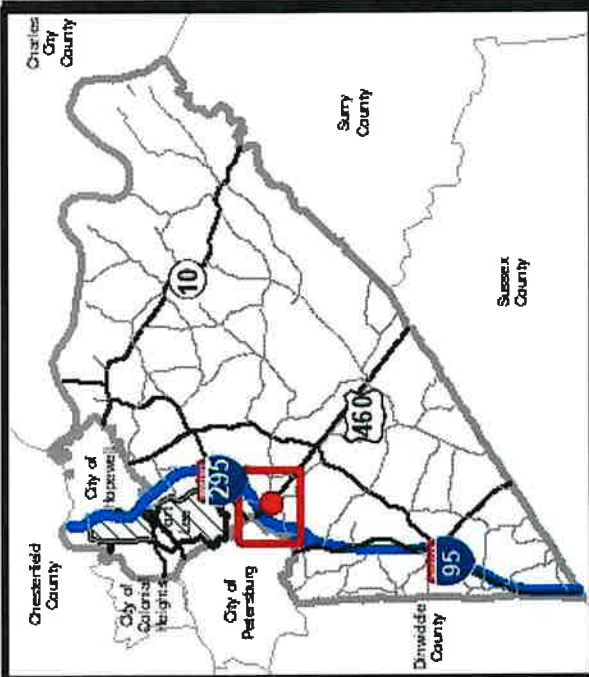 Charles
City
County
Surry
County
Sussex
County
10
460
City of
Hopewell
295
Fort
Lee
Chesterfield
County
City of
Colonial
Heights
City of
Petersburg
95
Dinwiddie
County